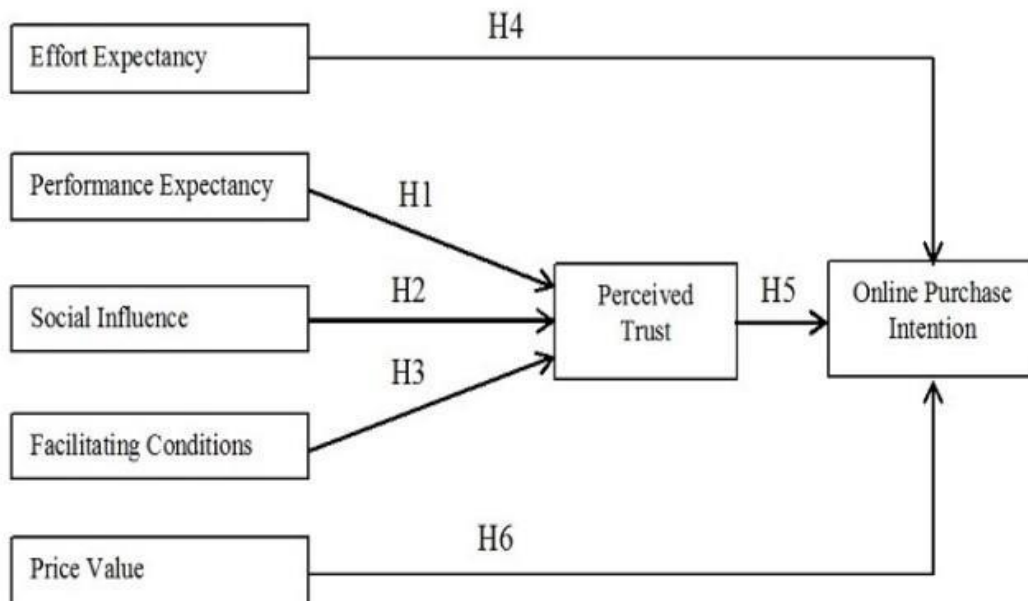 H4
Effort Expectancy
Performance Expectancy
H1
Social Influence
H2
Perceived
Trust
H5
Online Purchase
Intention
H3
Facilitating Conditions
H6
Price Value